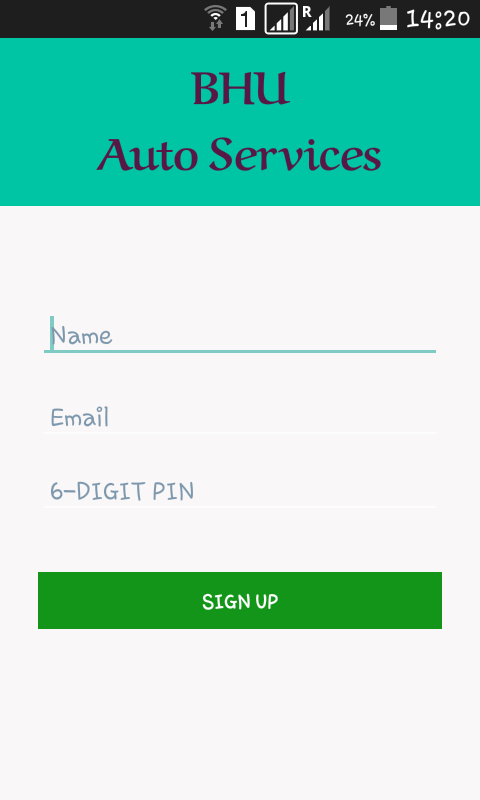 1 R 24% 14:20
BHU
Auto Services
Name
Email
6-DIGIT PIN
SIGN UP